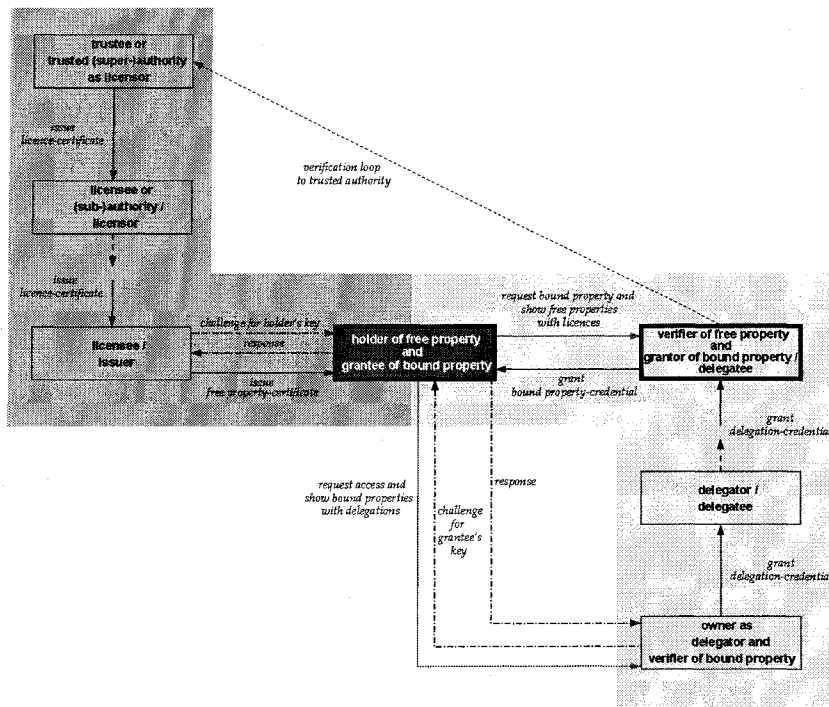 trustee or
trusted (super-)authority
as licensor
issue
licence-certificate
verification loop
to trusted authority
licensee or
(sub-)authority /
licensor
issue
licence-certificate
request bound property and
show free properties
with licences
challenge for holder's key
response
licensee /
issuer
holder of free property
and
grantee of bound property
verifier of free property
and
grantor of bound property /
delegatee
issue
free property-certificate
grant
bound property-credential
grant
delegation-credential
request access and
show bound properties
with delegations
response
challenge
for
grantee's
key
delegator /
delegatee
grant
delegation-credential
owner as
delegator and
verifier of bound property